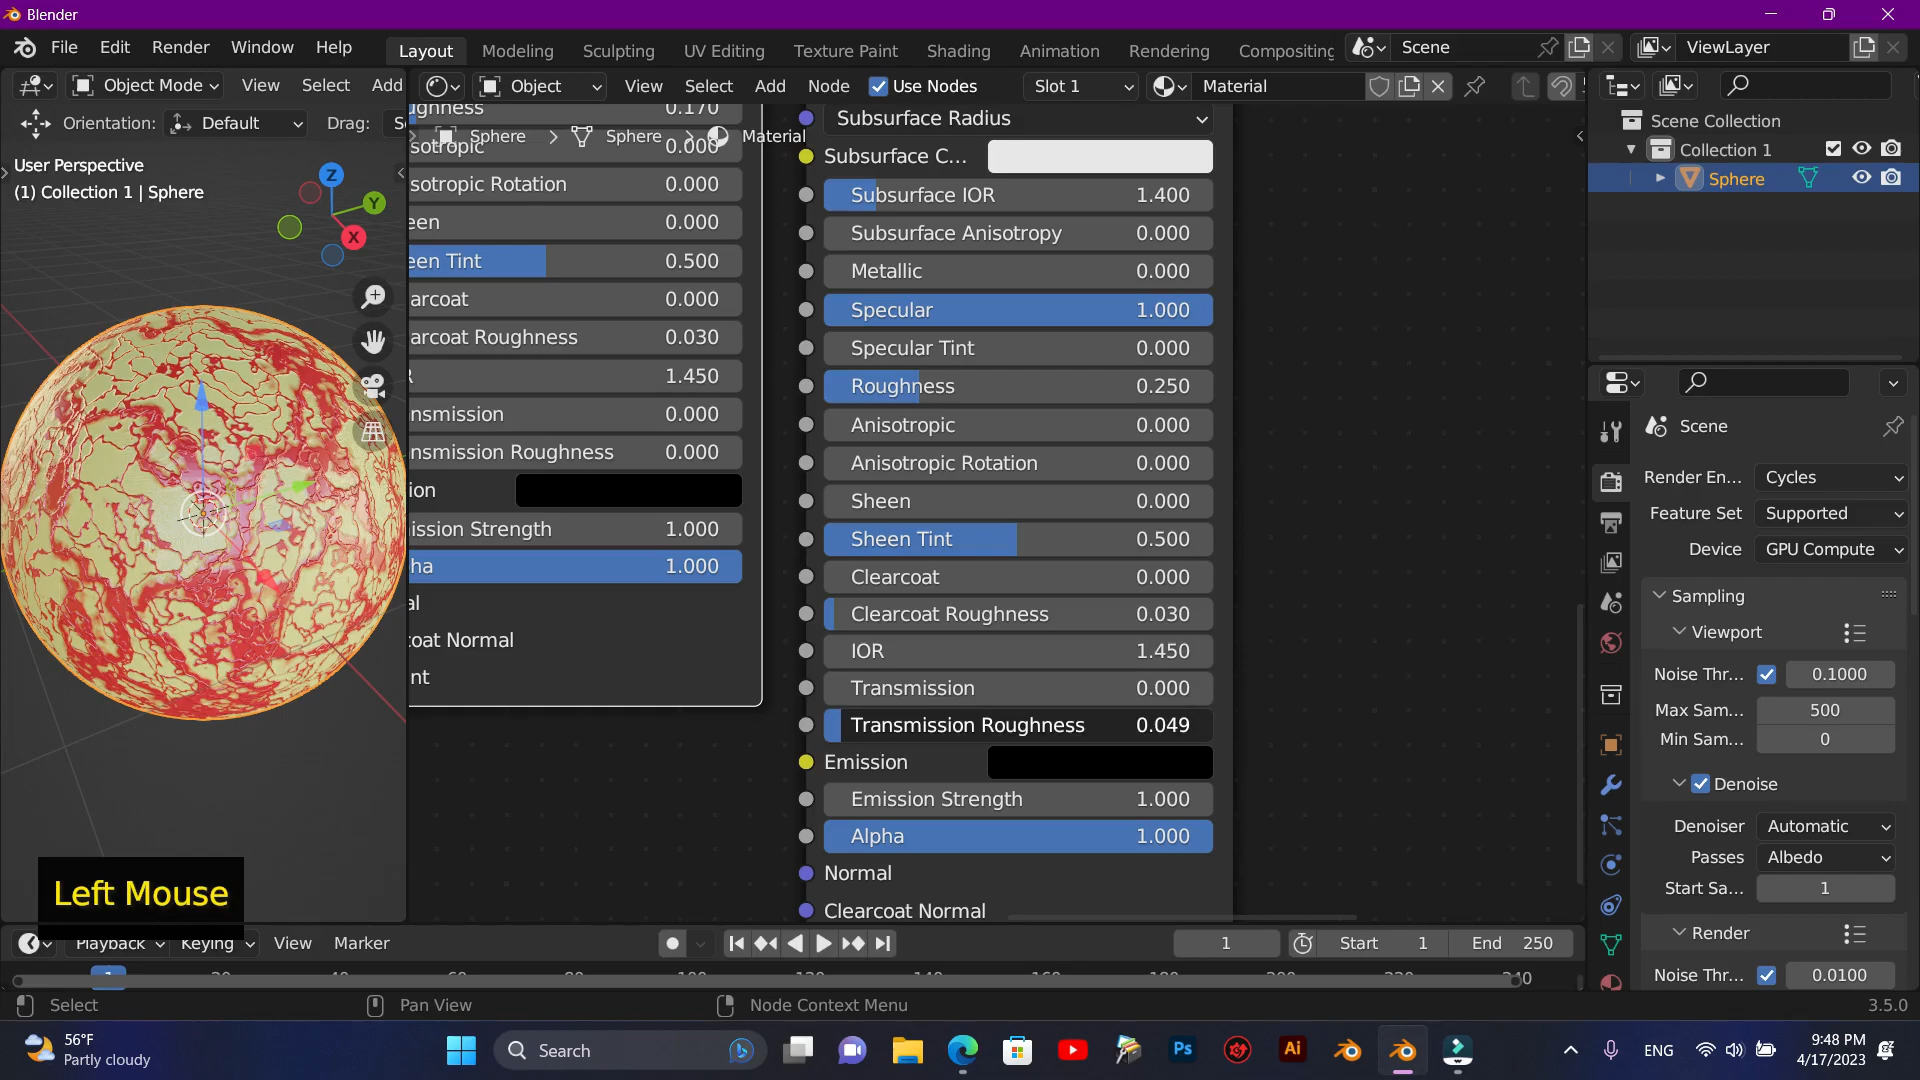 Blender
File Edit Render Window Help
Layout Modeling Sculpting UV Editing Texture Paint Shading Animation Rendering Compositing
Scene
ViewLayer
Object Mode View Select Add
Object View Select Add Node Use Nodes Slot 1 Material
Orientation: Default Drag:
Sphere > Sphere > Material
User Perspective
(1) Collection 1 | Sphere
Z
Y
X
ughness 0.170
sotropic 0.000
sotropic Rotation 0.000
een 0.000
een Tint 0.500
arcoat 0.000
arcoat Roughness 0.030
R 1.450
nsmission 0.000
nsmission Roughness 0.000
ion
ission Strength 1.000
ha 1.000
al
coat Normal
nt
Subsurface Radius
Subsurface C...
Subsurface IOR 1.400
Subsurface Anisotropy 0.000
Metallic 0.000
Specular 1.000
Specular Tint 0.000
Roughness 0.250
Anisotropic 0.000
Anisotropic Rotation 0.000
Sheen 0.000
Sheen Tint 0.500
Clearcoat 0.000
Clearcoat Roughness 0.030
IOR 1.450
Transmission 0.000
Transmission Roughness 0.049
Emission
Emission Strength 1.000
Alpha 1.000
Normal
Clearcoat Normal
Scene Collection
Collection 1
Sphere
Scene
Render En... Cycles
Feature Set Supported
Device GPU Compute
Sampling
Viewport
Noise Thr... 0.1000
Max Sam... 500
Min Sam... 0
Denoise
Denoiser Automatic
Passes Albedo
Start Sa... 1
Render
Noise Thr... 0.0100
Left Mouse
Playback Keying View Marker
1 Start 1 End 250
Select Pan View Node Context Menu
3.5.0
56°F
Partly cloudy
Search
Ps
Ai
ENG
9:48 PM
4/17/2023